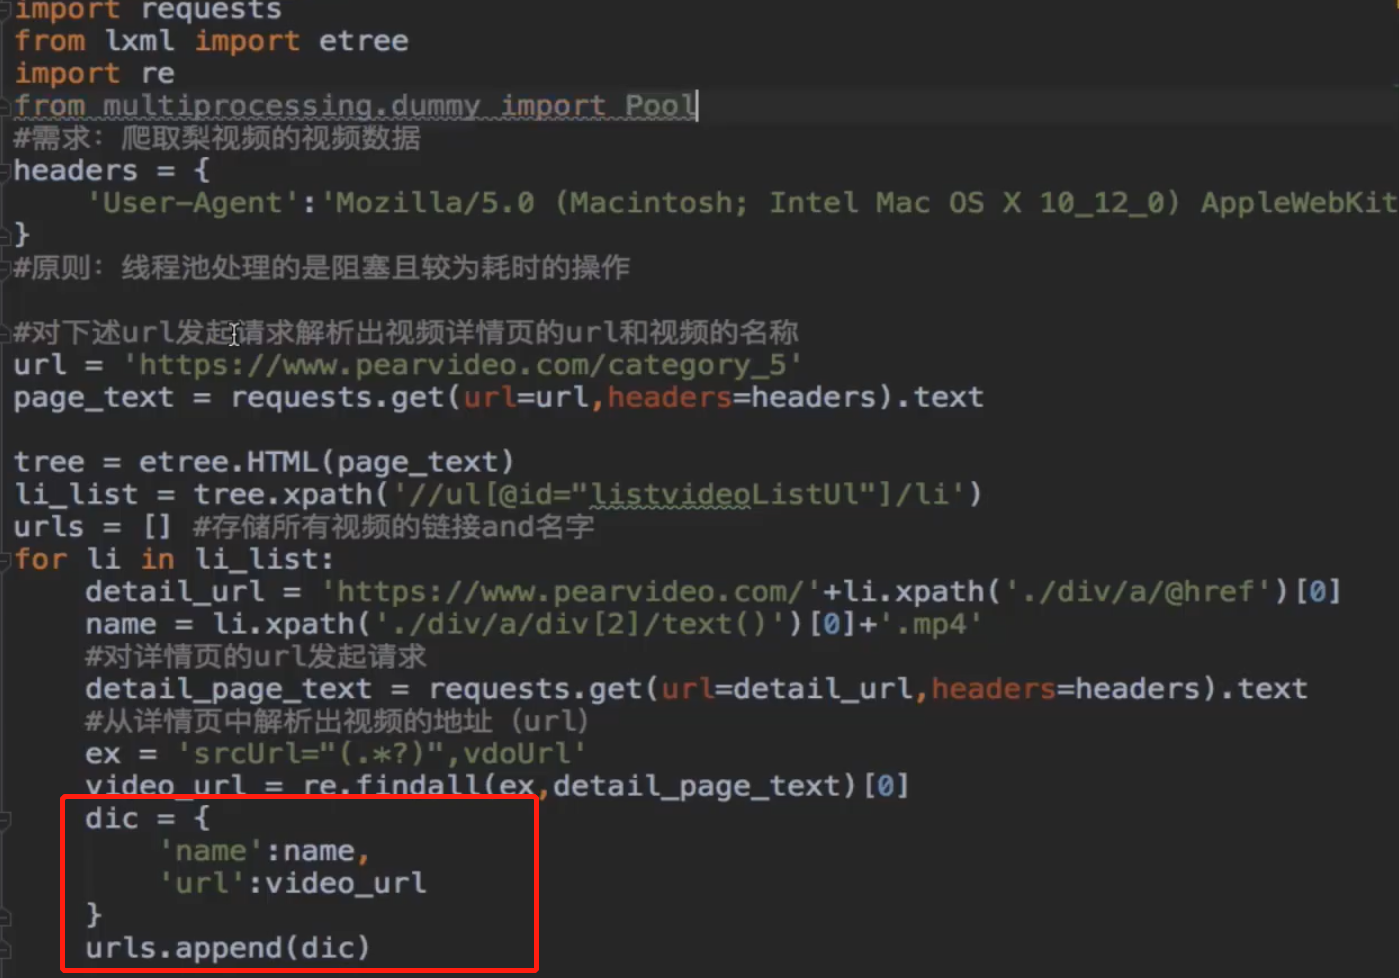 import requests
from lxml import etree
import re
from multiprocessing.dummy import Pool
#需求：爬取梨视频的视频数据
headers = {
    'User-Agent':'Mozilla/5.0 (Macintosh; Intel Mac OS X 10_12_0) AppleWebKit
}
#原则：线程池处理的是阻塞且较为耗时的操作
#对下述url发起请求解析出视频详情页的url和视频的名称
url = 'https://www.pearvideo.com/category_5'
page_text = requests.get(url=url,headers=headers).text
tree = etree.HTML(page_text)
li_list = tree.xpath('//ul[@id="listvideoListUl"]/li')
urls = [] #存储所有视频的链接and名字
for li in li_list:
    detail_url = 'https://www.pearvideo.com/'+li.xpath('./div/a/@href')[0]
    name = li.xpath('./div/a/div[2]/text()')[0]+'.mp4'
    #对详情页的url发起请求
    detail_page_text = requests.get(url=detail_url,headers=headers).text
    #从详情页中解析出视频的地址（url）
    ex = 'srcUrl="(.*?)",vdoUrl'
    video_url = re.findall(ex,detail_page_text)[0]
    dic = {
        'name':name,
        'url':video_url
    }
    urls.append(dic)